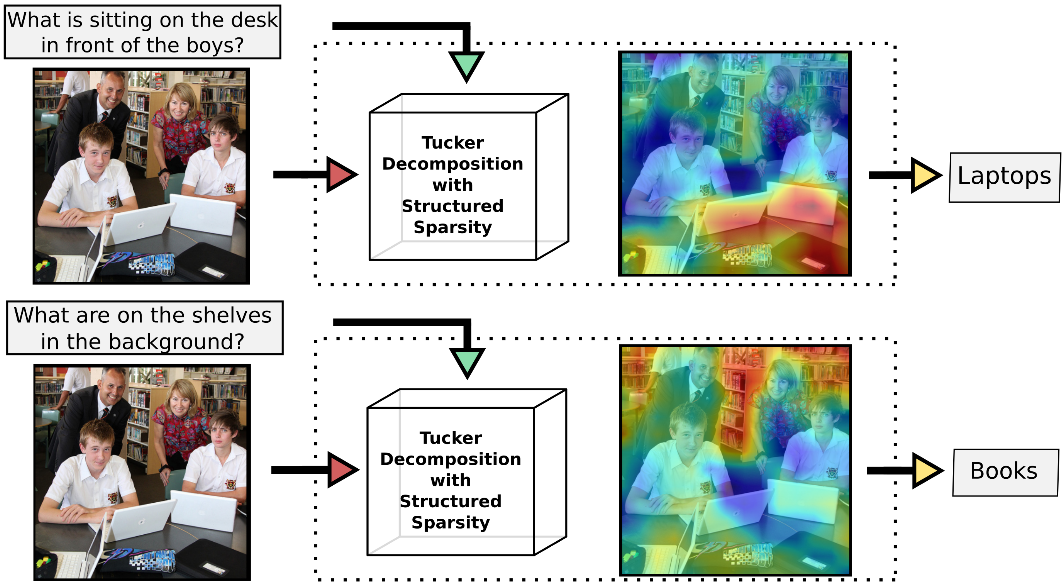 What is sitting on the desk
in front of the boys?
Tucker
Decomposition
with
Structured
Sparsity
Laptops
What are on the shelves
in the background?
Tucker
Decomposition
with
Structured
Sparsity
Books